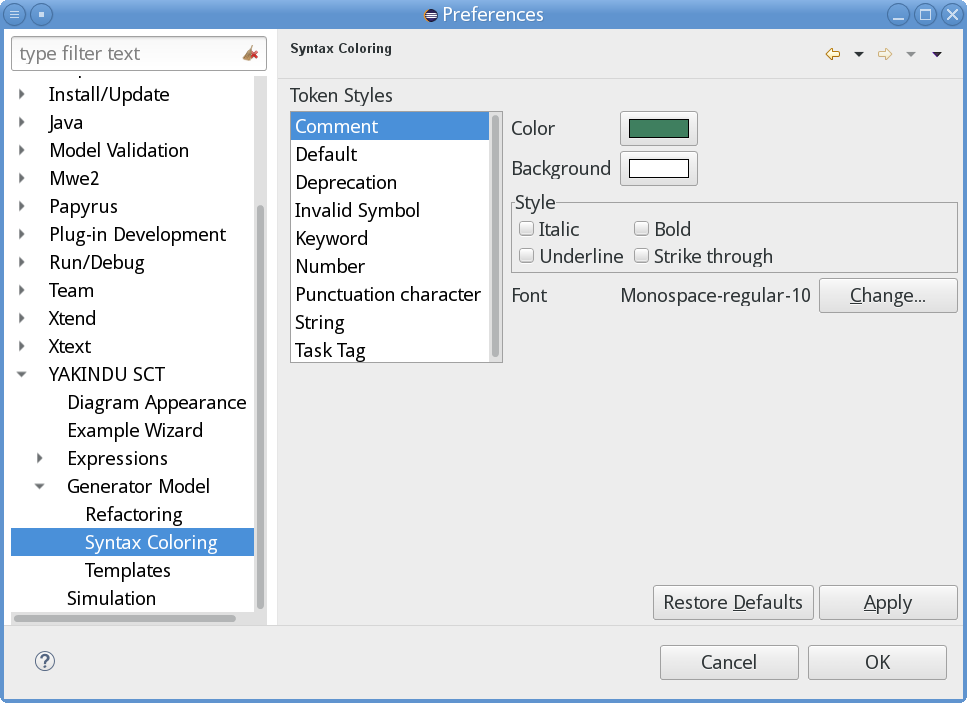 Preferences
type filter text
Install/Update
Java
Model Validation
Mwe2
Papyrus
Plug-in Development
Run/Debug
Team
Xtend
Xtext
YAKINDU SCT
Diagram Appearance
Example Wizard
Expressions
Generator Model
Refactoring
Syntax Coloring
Templates
Simulation
Syntax Coloring
Token Styles
Comment
Default
Deprecation
Invalid Symbol
Keyword
Number
Punctuation character
String
Task Tag
Color
Background
Style
Italic Bold
Underline Strike through
Font Monospace-regular-10 Change...
Restore Defaults Apply
? Cancel OK